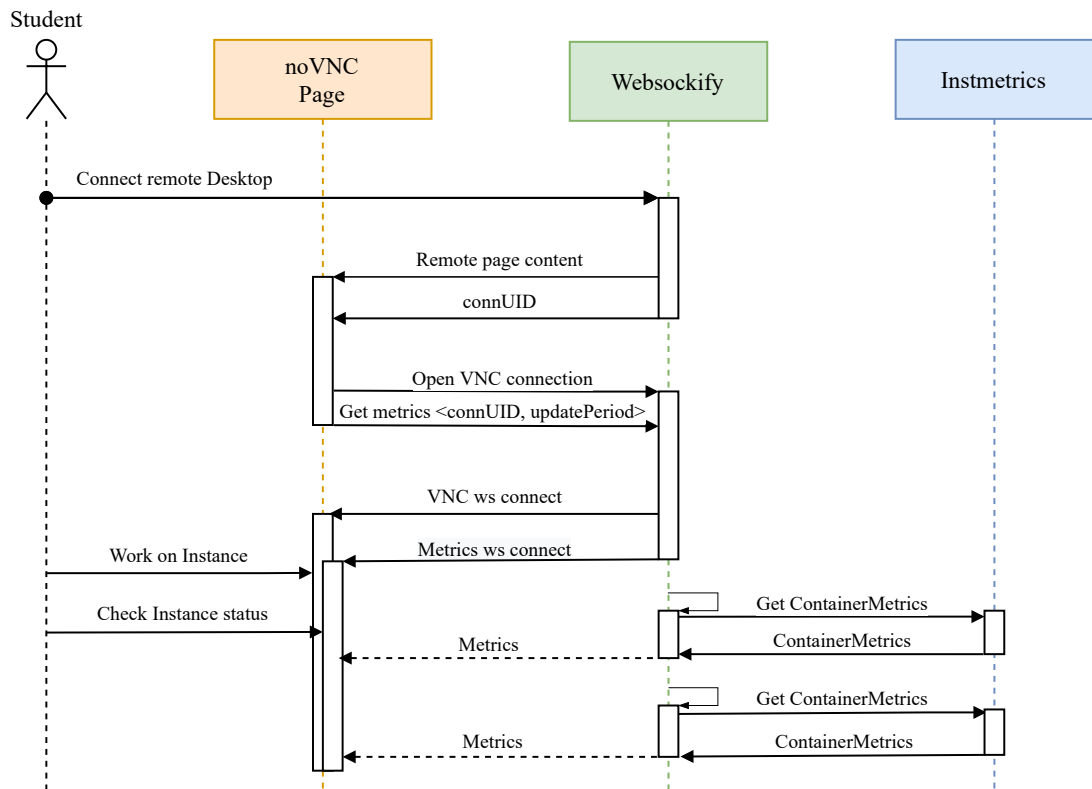 Student
noVNC
Page
Websockify
Instmetrics
Connect remote Desktop
Remote page content
connUID
Open VNC connection
Get metrics <connUID, updatePeriod>
VNC ws connect
Metrics ws connect
Work on Instance
Get ContainerMetrics
Check Instance status
ContainerMetrics
Metrics
Get ContainerMetrics
Metrics
ContainerMetrics